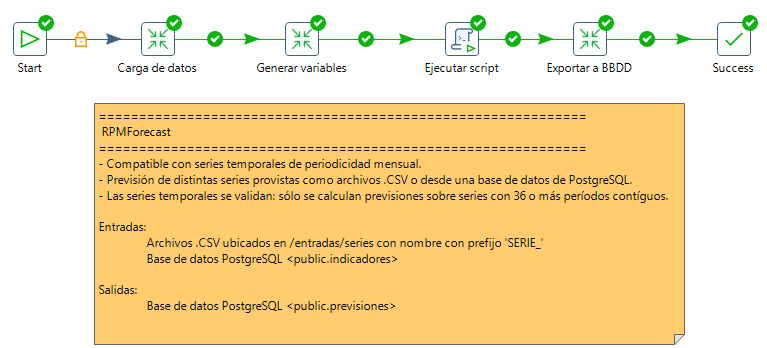 Start
Carga de datos
Generar variables
Ejecutar script
Exportar a BBDD
Success
==============================================================
RPMForecast
==============================================================
- Compatible con series temporales de periodicidad mensual.
- Previsión de distintas series provistas como archivos .CSV o desde una base de datos de PostgreSQL.
- Las series temporales se validan: sólo se calculan previsiones sobre series con 36 o más períodos contíguos.
Entradas:
Archivos .CSV ubicados en /entradas/series con nombre con prefijo 'SERIE_'
Base de datos PostgreSQL <public.indicadores>
Salidas:
Base de datos PostgreSQL <public.previsiones>